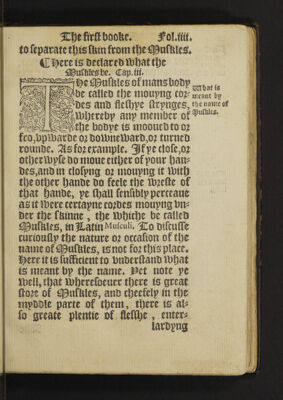 The first booke. Fol.iiii.
to separate this skin from the Muskles.
¶ Here is declared what the
Muskles be. Cap.iii.
THe Muskles of mans body
be called the mouyng cor-
des and fleshye strynges,
whereby any member of
the bodye is mooud to or
fro, vpwarde or downeward, or turned
rounde. As for example. If ye close, or
otherwyse do moue either of your han-
des, and in closyng or mouyng it with
the other hande do feele the wreste of
that hande, ye shall sensibly perceaue
as it were certayne cordes mouyng vn-
der the skinne, the whiche be called
Muskles, in Latin Musculi. To discusse
curiously the nature or occasion of the
name of Muskles, is not for this place.
Here it is sufficient to vnderstand what
is meant by the name. Yet note ye
well, that wheresoeuer there is great
store of Muskles, and cheefely in the
myddle parte of them, there is al-
so greate plentie of fleshe, enter-
lardyng
What is
meant by
the name of
Muskles.